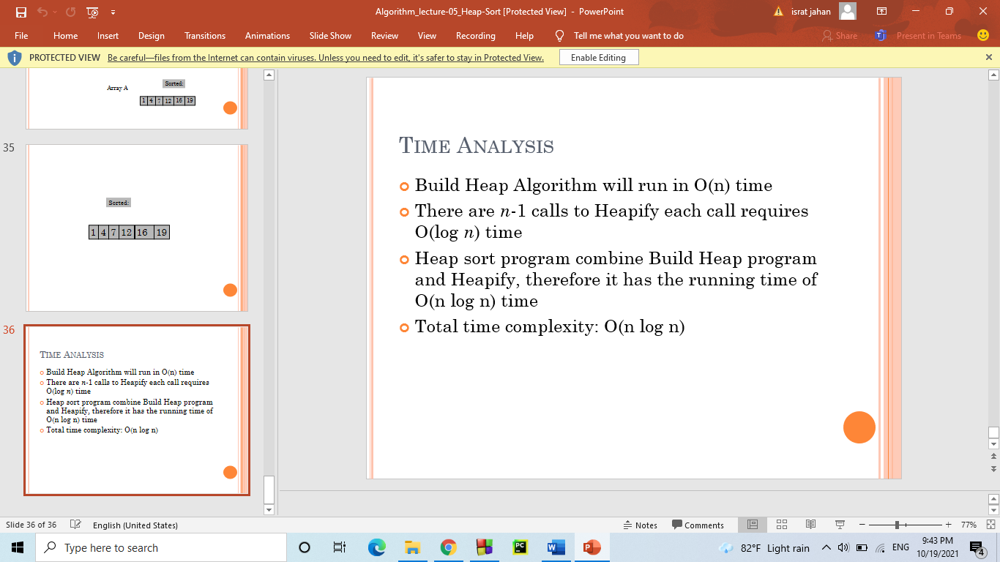 Algorithm_lecture-05_Heap-Sort [Protected View] - PowerPoint
israt jahan
File Home Insert Design Transitions Animations Slide Show Review View Recording Help Tell me what you want to do
Share Present in Teams
PROTECTED VIEW Be careful—files from the Internet can contain viruses. Unless you need to edit, it's safer to stay in Protected View. Enable Editing
Sorted:
Array A
1 4 7 12 16 19
35
Sorted:
1 4 7 12 16 19
36
TIME ANALYSIS
Build Heap Algorithm will run in O(n) time
There are n-1 calls to Heapify each call requires
O(log n) time
Heap sort program combine Build Heap program
and Heapify, therefore it has the running time of
O(n log n) time
Total time complexity: O(n log n)
TIME ANALYSIS
Build Heap Algorithm will run in O(n) time
There are n-1 calls to Heapify each call requires
O(log n) time
Heap sort program combine Build Heap program
and Heapify, therefore it has the running time of
O(n log n) time
Total time complexity: O(n log n)
Slide 36 of 36 English (United States) Notes Comments 77%
Type here to search
PC
W
P
82°F Light rain ENG
9:43 PM
10/19/2021
4